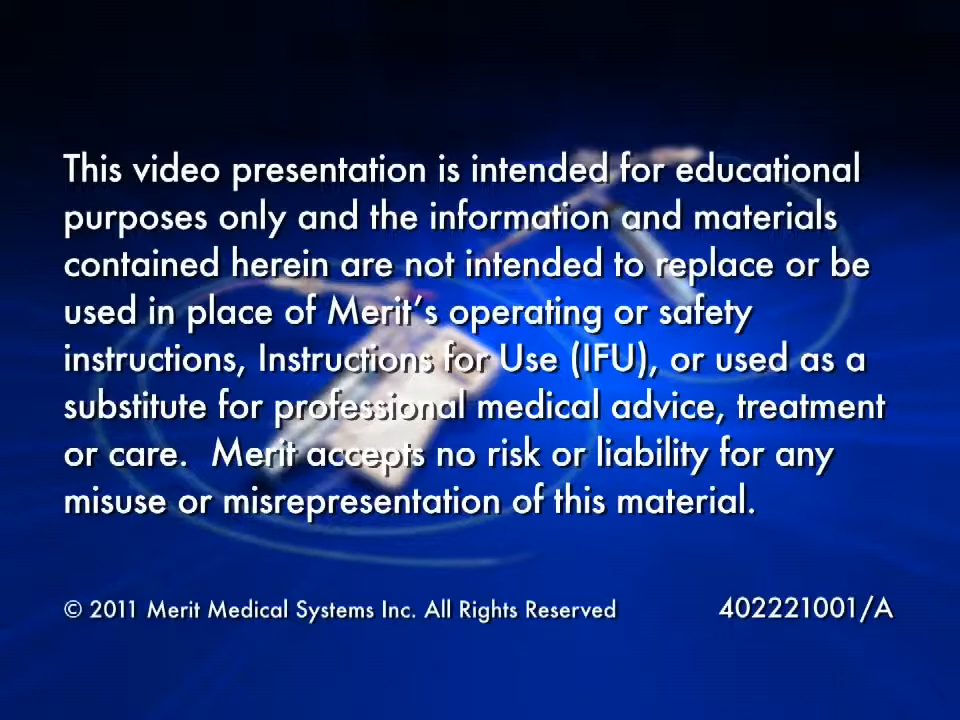 This video presentation is intended for educational
purposes only and the information and materials
contained herein are not intended to replace or be
used in place of Merit's operating or safety
instructions, Instructions for Use (IFU), or used as a
substitute for professional medical advice, treatment
or care.  Merit accepts no risk or liability for any
misuse or misrepresentation of this material.
© 2011 Merit Medical Systems Inc. All Rights Reserved
402221001/A